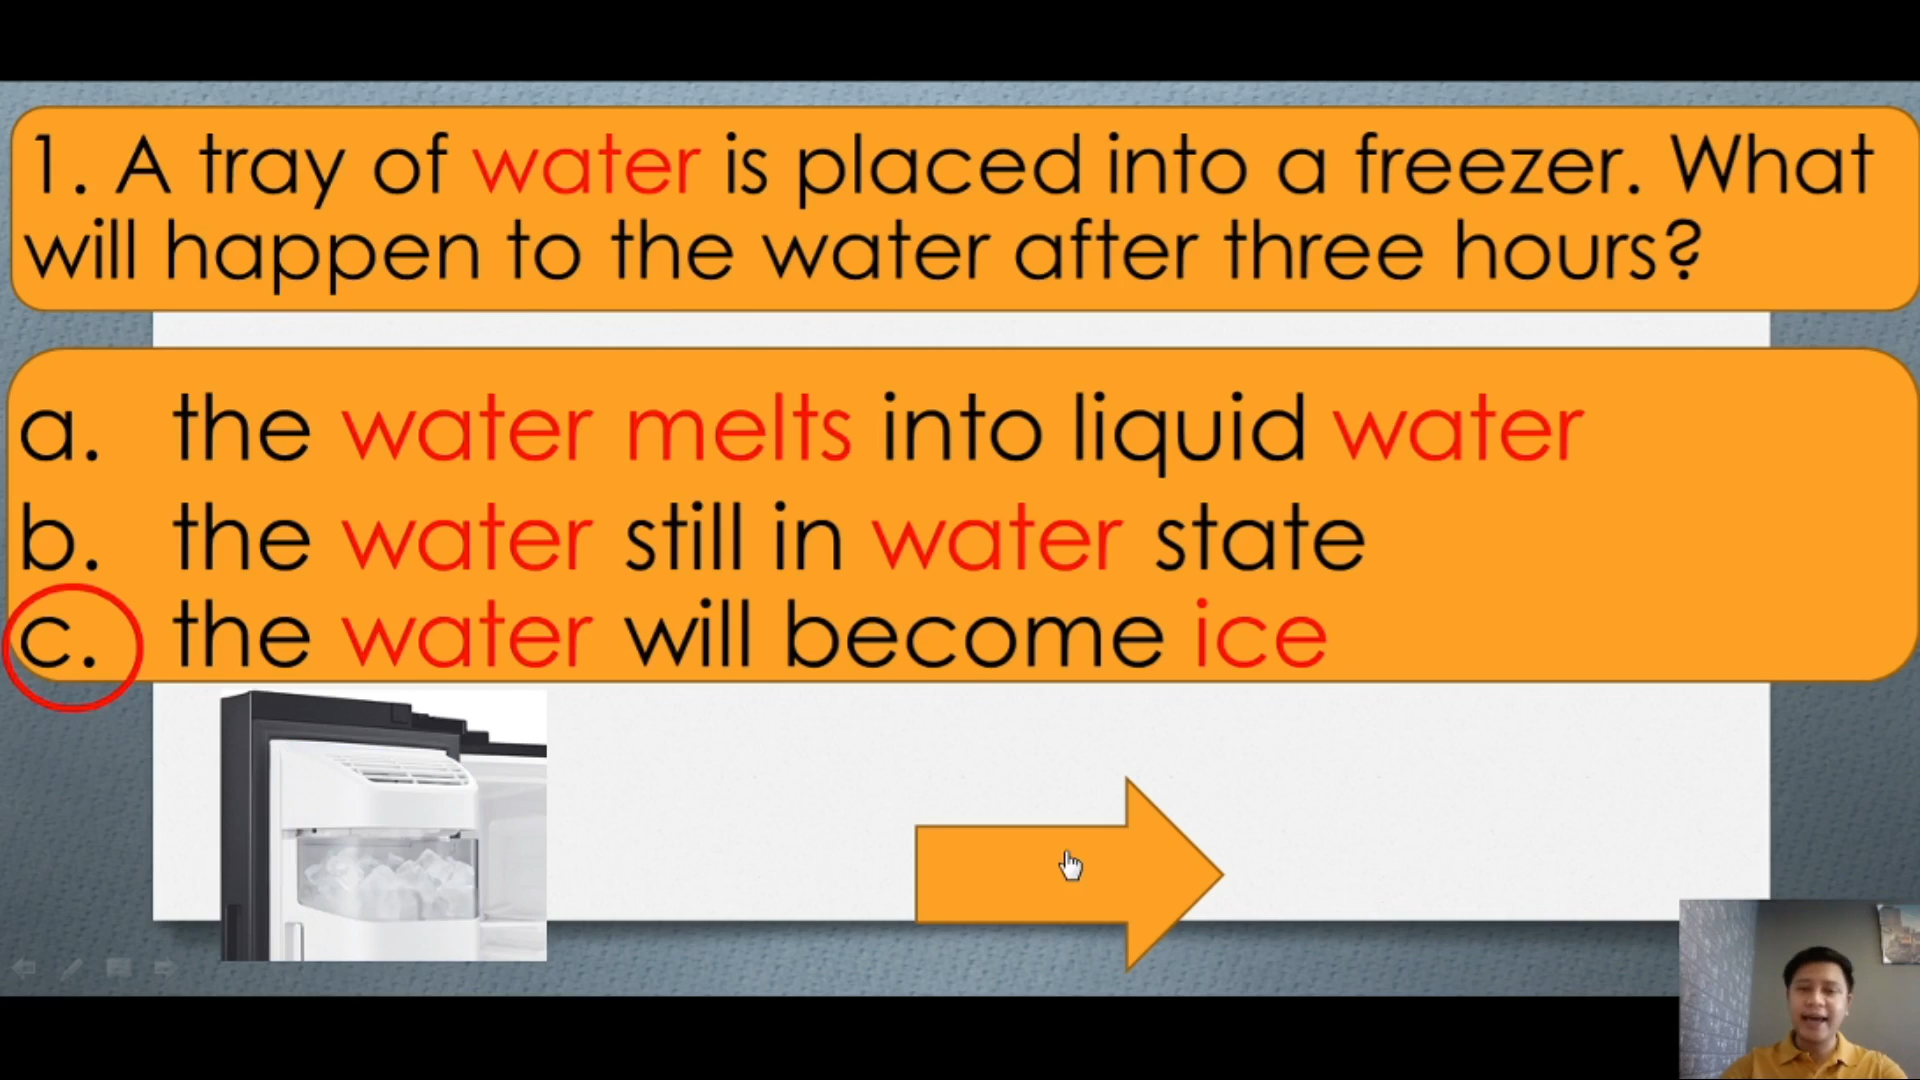 1. A tray of water is placed into a freezer. What
will happen to the water after three hours?
a. the water melts into liquid water
b. the water still in water state
c. the water will become ice